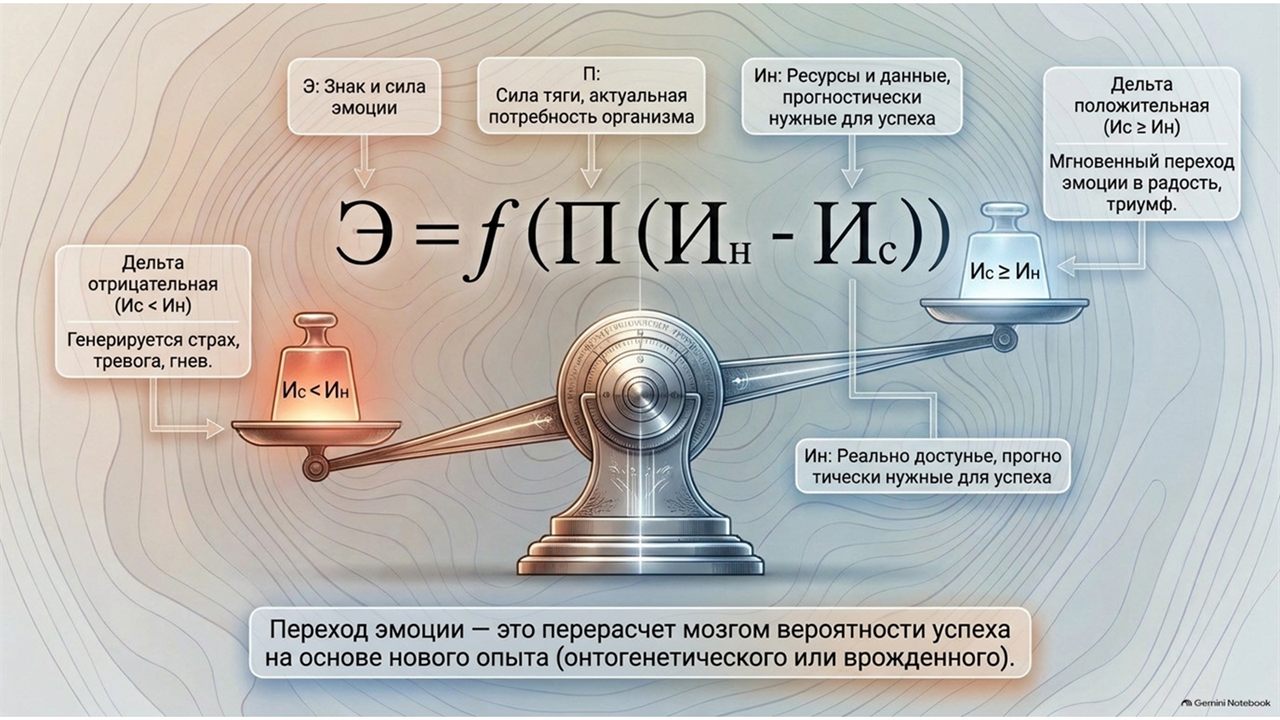 Э: Знак и сила
эмоции
П:
Сила тяги, актуальная
потребность организма
Ин: Ресурсы и данные,
прогностически
нужные для успеха
Дельта
положительная
(Ис ≥ Ин)
Мгновенный переход
эмоции в радость,
триумф.
Э = f (П (Ин - Ис))
Дельта
отрицательная
(Ис < Ин)
Генерируется страх,
тревога, гнев.
Ис ≥ Ин
Ис < Ин
Ин: Реально достунье, прогно
тически нужные для успеха
Переход эмоции — это перерасчет мозгом вероятности успеха
на основе нового опыта (онтогенетического или врожденного).
Gemini Notebook